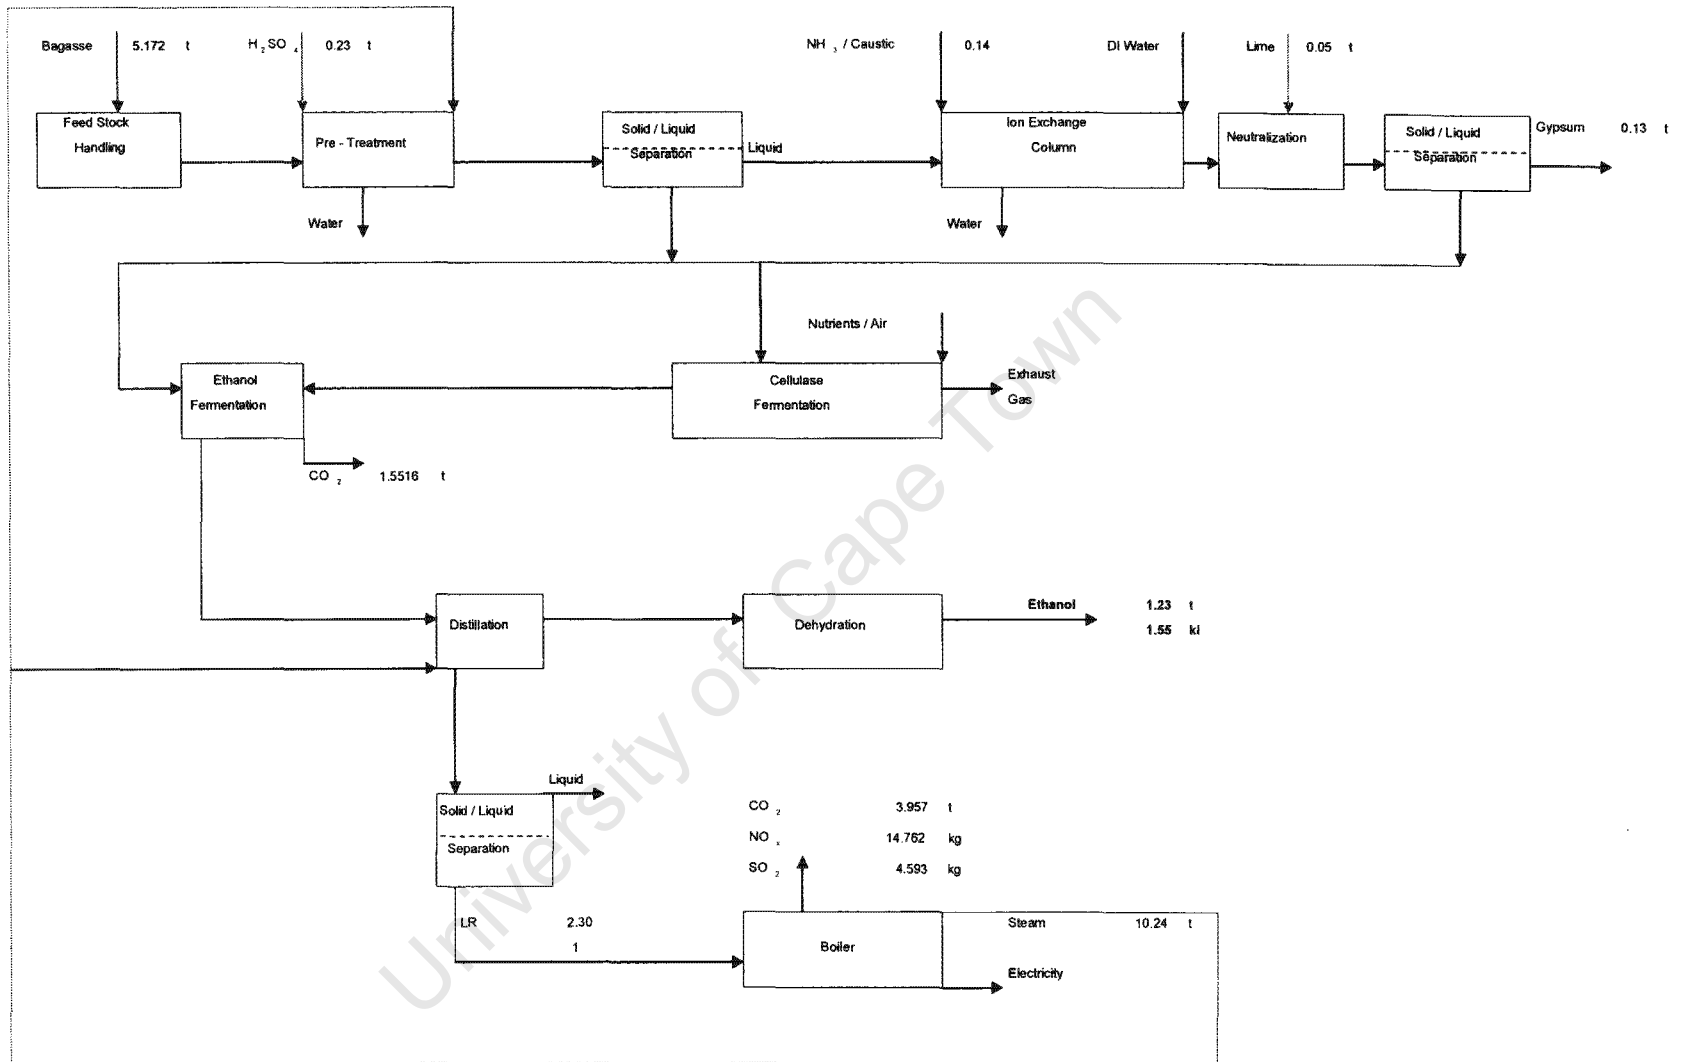 Bagasse 5.172 t
H2SO4 0.23 t
NH3 / Caustic 0.14
DI Water
Lime 0.05 t
Feed Stock
Handling
Pre - Treatment
Solid / Liquid
Separation
Liquid
Ion Exchange
Column
Neutralization
Solid / Liquid
Separation
Gypsum 0.13 t
Water
Water
Nutrients / Air
Ethanol
Fermentation
Cellulase
Fermentation
Exhaust
Gas
CO2 1.5516 t
Distillation
Dehydration
Ethanol 1.23 t
1.55 kl
Liquid
Solid / Liquid
Separation
CO2 3.957 t
NOx 14.762 kg
SO2 4.593 kg
LR 2.30
1
Boiler
Steam 10.24 t
Electricity
University of Cape Town